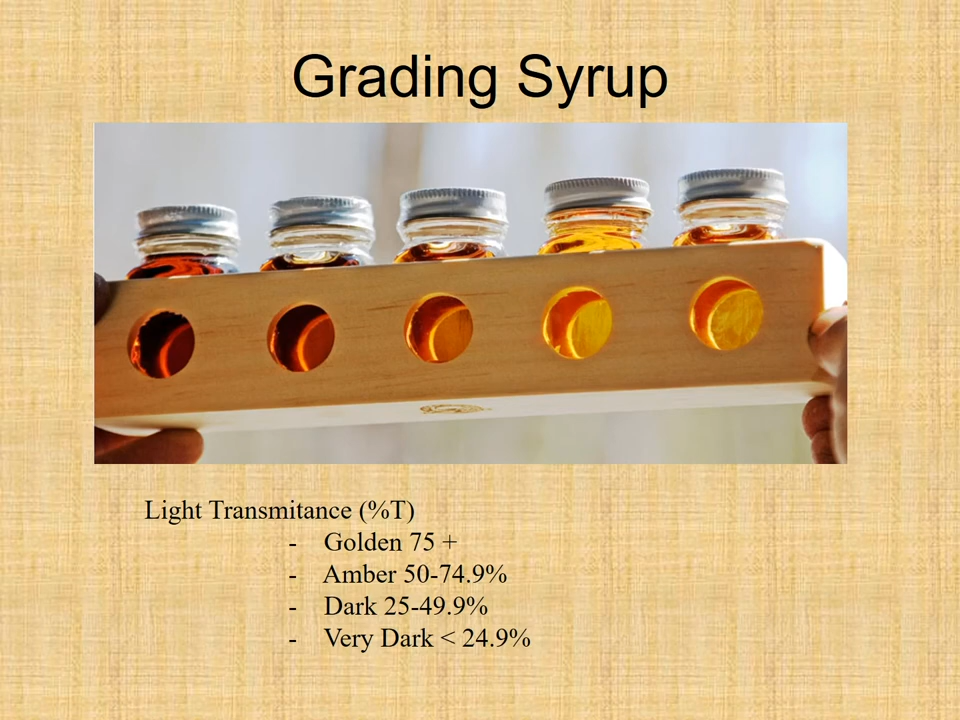 Grading Syrup
Light Transmitance (%T)
- Golden 75 +
- Amber 50-74.9%
- Dark 25-49.9%
- Very Dark < 24.9%